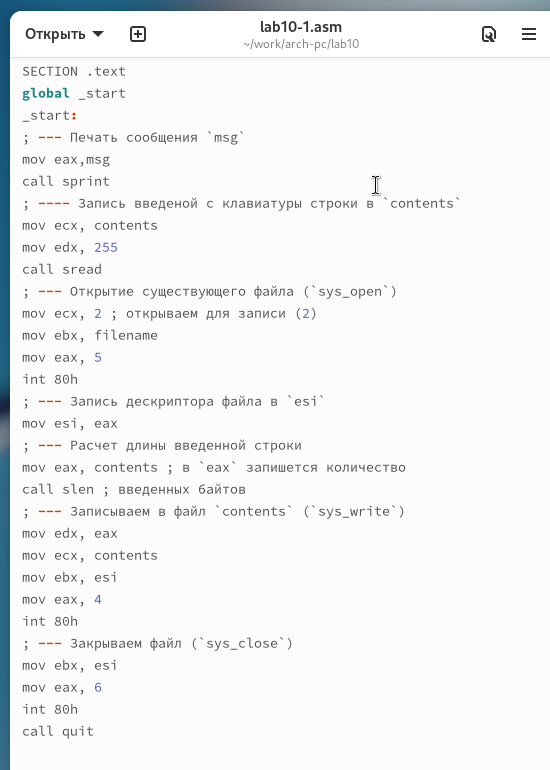 Открыть
lab10-1.asm
~/work/arch-pc/lab10
SECTION .text
global _start
_start:
; --- Печать сообщения `msg`
mov eax,msg
call sprint
; ---- Запись введеной с клавиатуры строки в `contents`
mov ecx, contents
mov edx, 255
call sread
; --- Открытие существующего файла (`sys_open`)
mov ecx, 2 ; открываем для записи (2)
mov ebx, filename
mov eax, 5
int 80h
; --- Запись дескриптора файла в `esi`
mov esi, eax
; --- Расчет длины введенной строки
mov eax, contents ; в `eax` запишется количество
call slen ; введенных байтов
; --- Записываем в файл `contents` (`sys_write`)
mov edx, eax
mov ecx, contents
mov ebx, esi
mov eax, 4
int 80h
; --- Закрываем файл (`sys_close`)
mov ebx, esi
mov eax, 6
int 80h
call quit